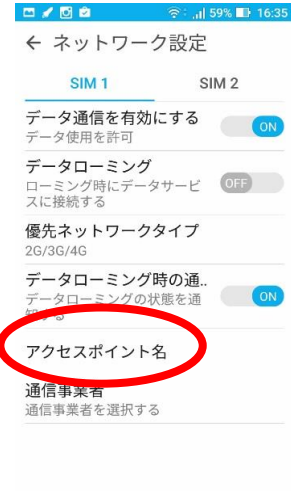 59% 16:35
ネットワーク設定
SIM 1 SIM 2
データ通信を有効にする
データ使用を許可
ON
データローミング
ローミング時にデータサービ
スに接続する
OFF
優先ネットワークタイプ
2G/3G/4G
データローミング時の通..
データローミングの状態を通
知する
ON
アクセスポイント名
通信事業者
通信事業者を選択する